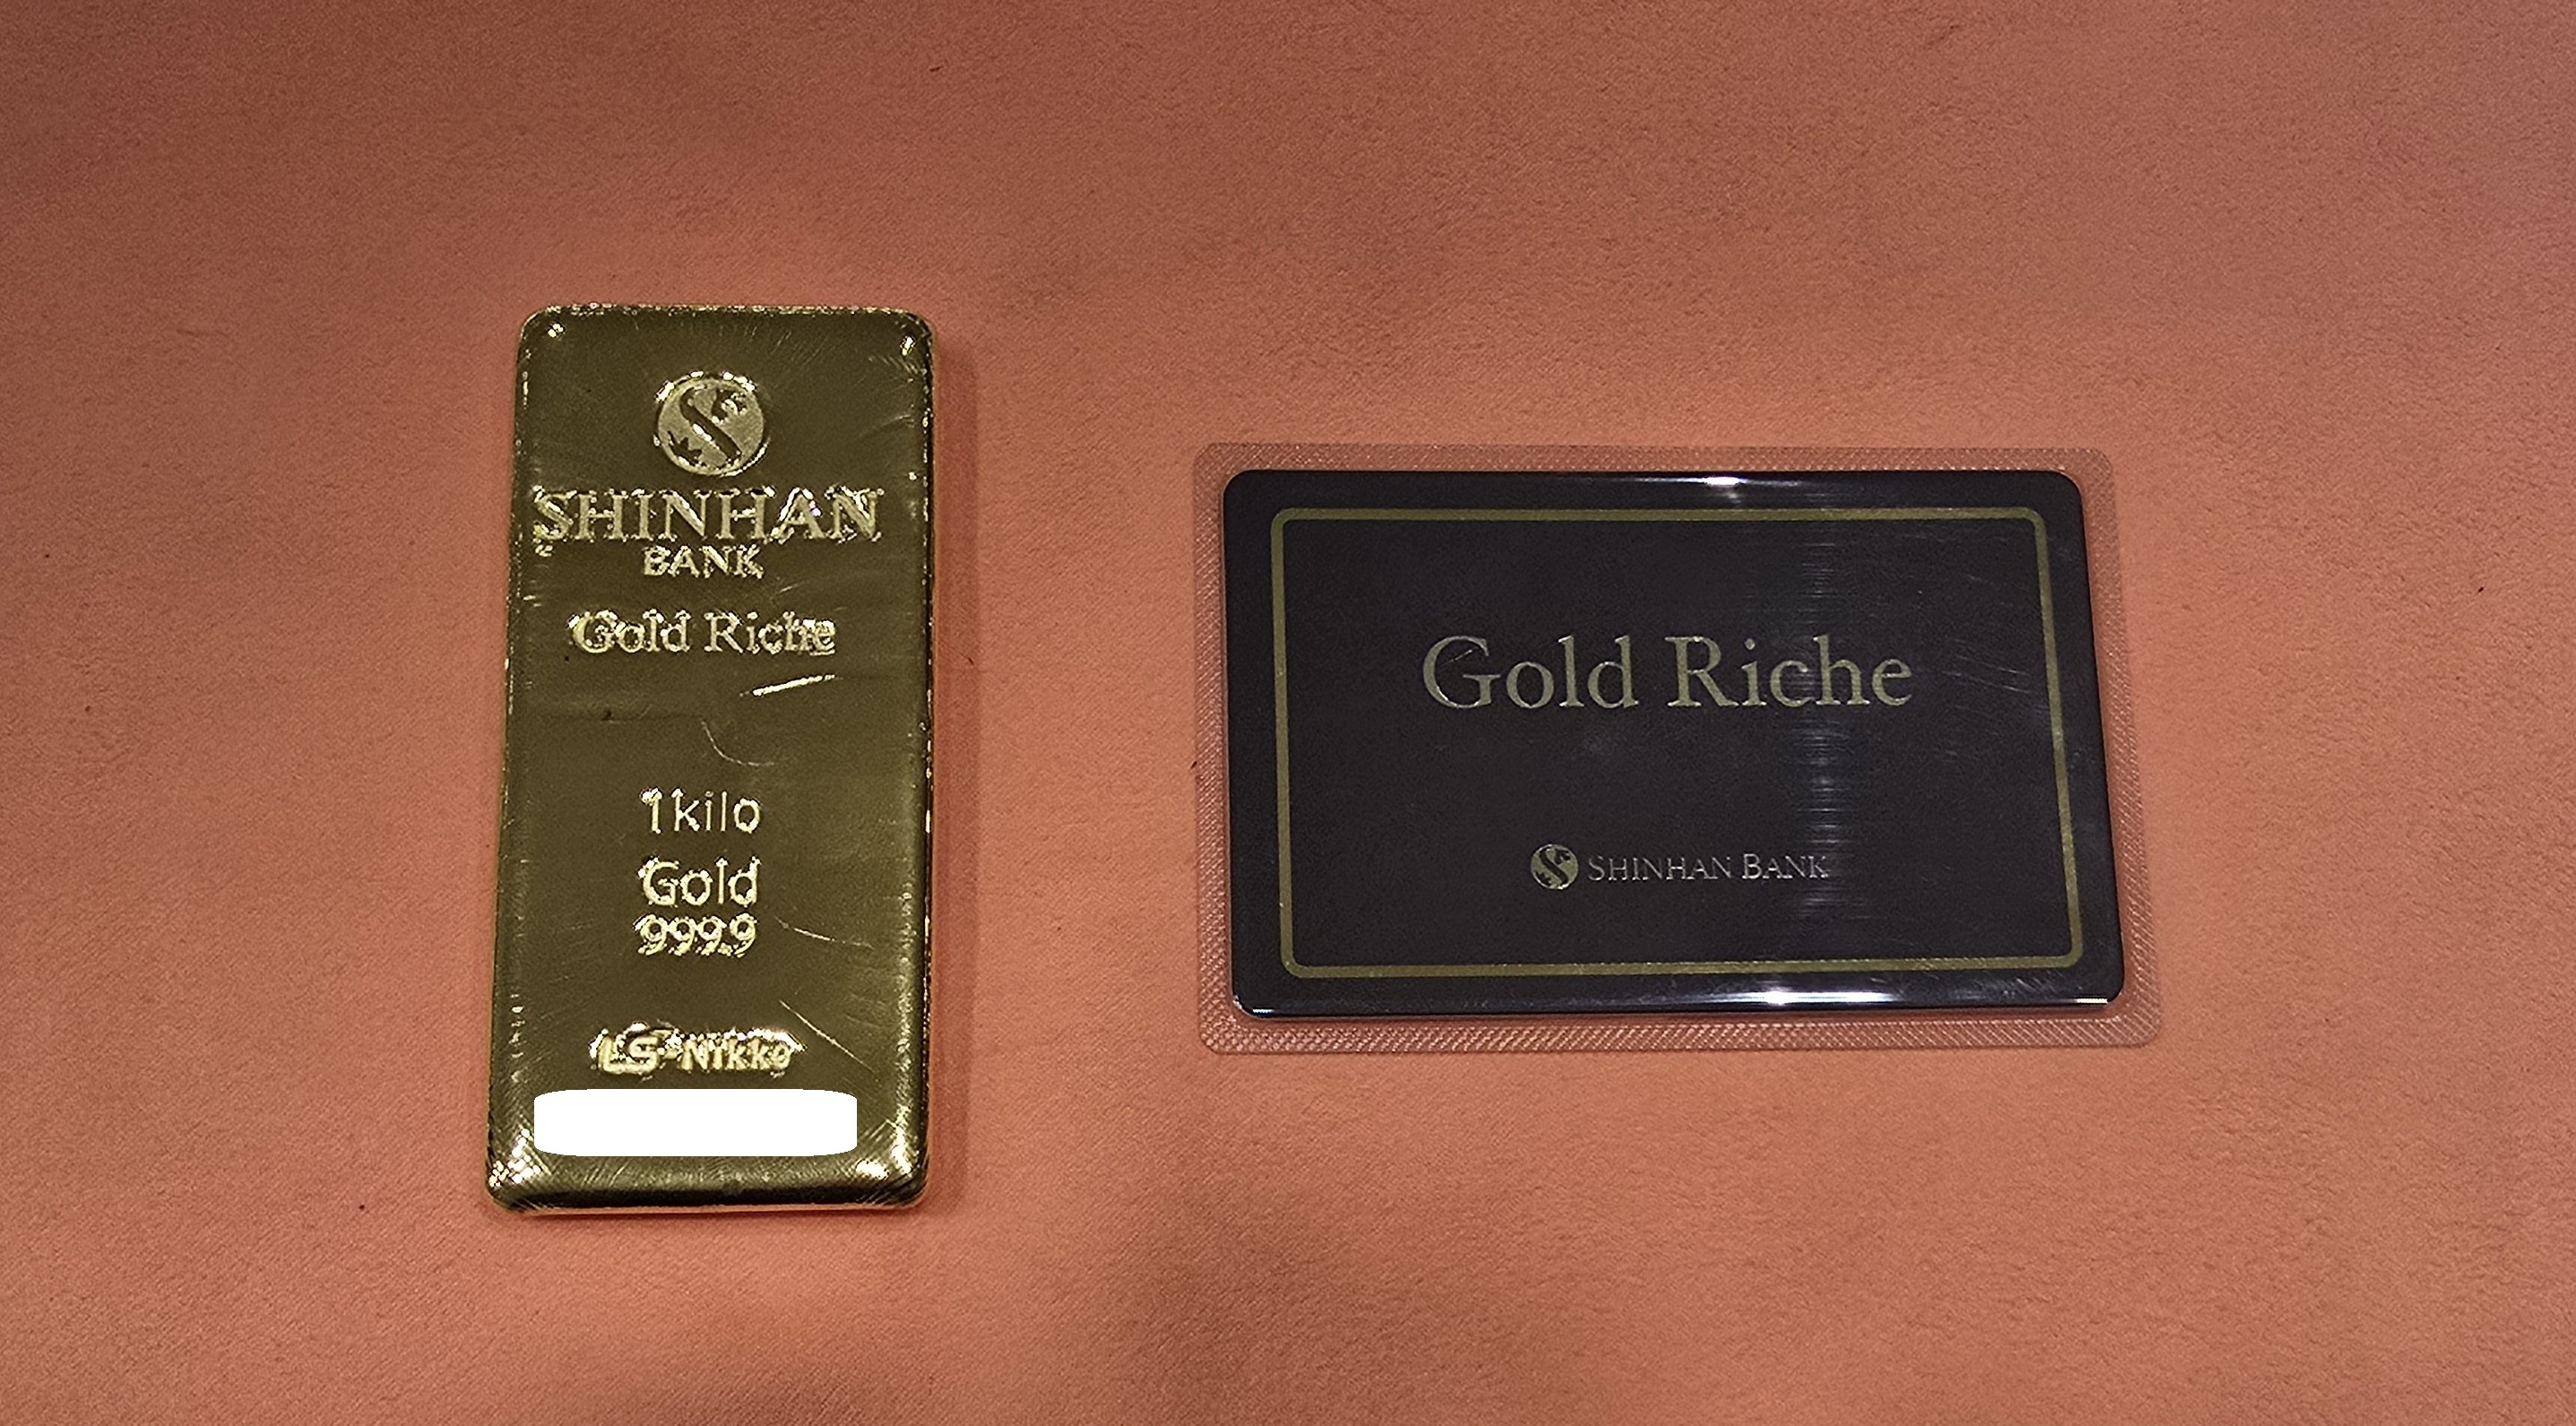 SHINHAN
BANK
Gold Riche
1kilo
Gold
999.9
LS-Nikko
Gold Riche
SHINHAN BANK